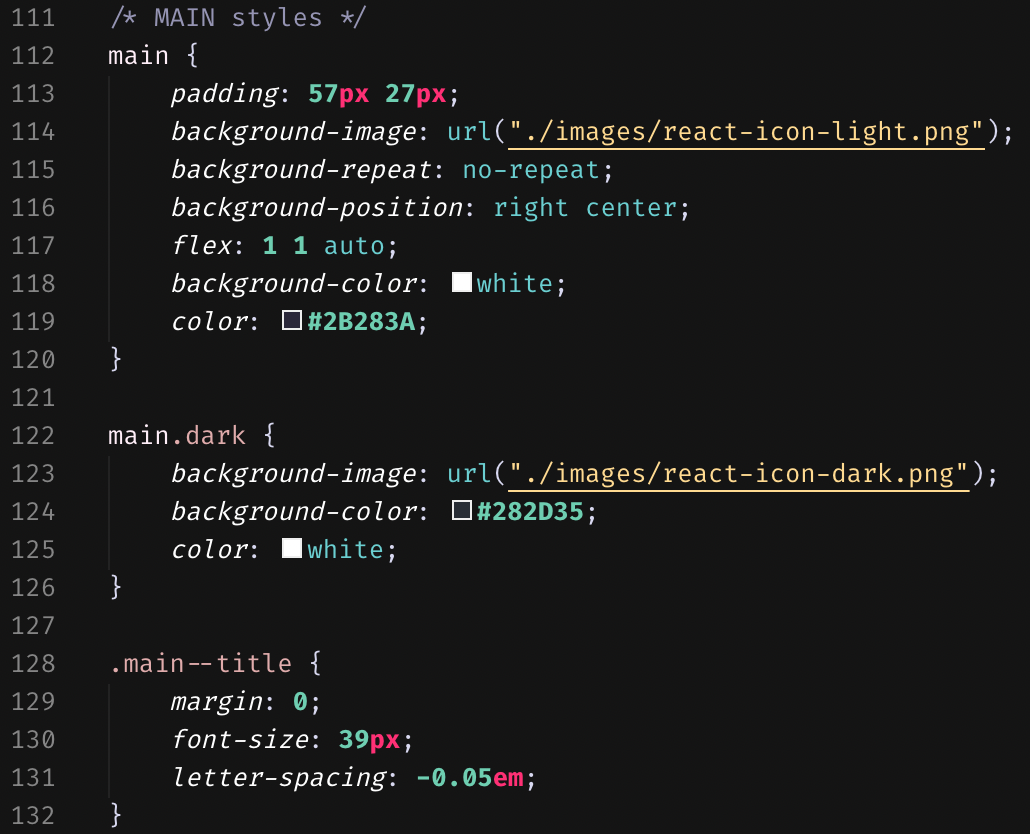 111 /* MAIN styles */
112 main {
113 padding: 57px 27px;
114 background-image: url("./images/react-icon-light.png");
115 background-repeat: no-repeat;
116 background-position: right center;
117 flex: 1 1 auto;
118 background-color: white;
119 color: #2B283A;
120 }
121
122 main.dark {
123 background-image: url("./images/react-icon-dark.png");
124 background-color: #282D35;
125 color: white;
126 }
127
128 .main--title {
129 margin: 0;
130 font-size: 39px;
131 letter-spacing: -0.05em;
132 }